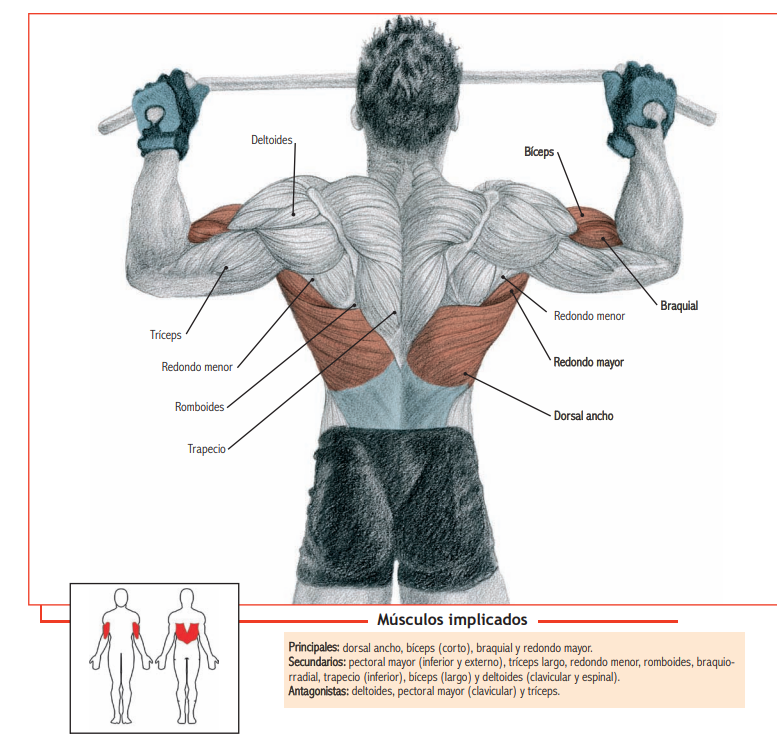 Deltoides
Bíceps
Tríceps
Redondo menor
Romboides
Trapecio
Redondo menor
Braquial
Redondo mayor
Dorsal ancho
Músculos implicados
Principales: dorsal ancho, bíceps (corto), braquial y redondo mayor.
Secundarios: pectoral mayor (inferior y externo), tríceps largo, redondo menor, romboides, braquio-
rradial, trapecio (inferior), bíceps (largo) y deltoides (clavicular y espinal).
Antagonistas: deltoides, pectoral mayor (clavicular) y tríceps.